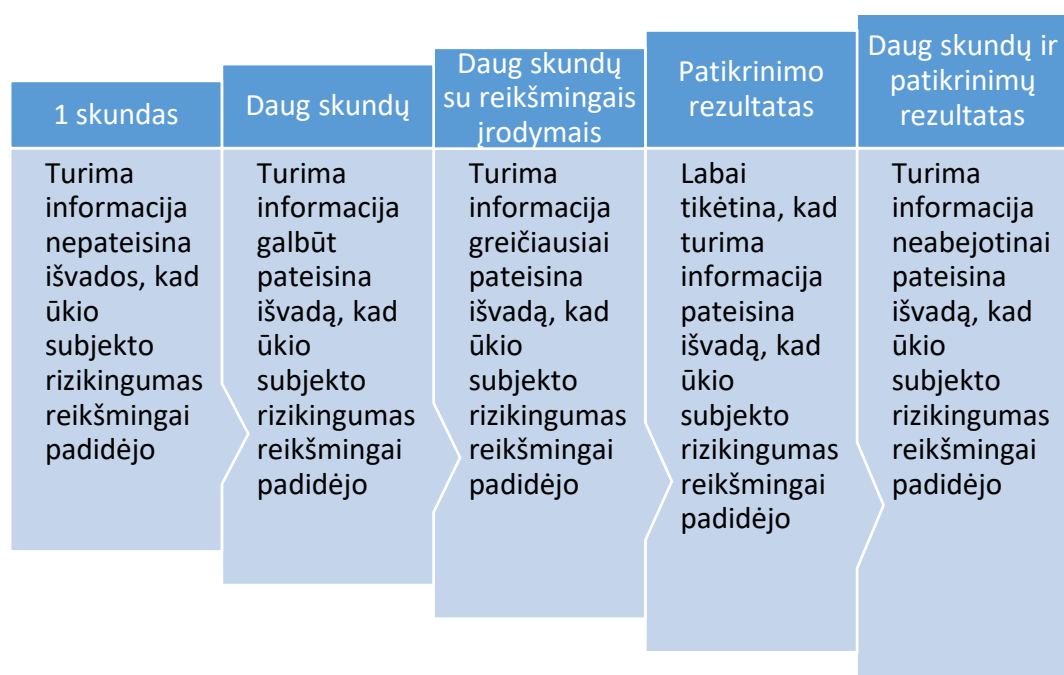 1 skundas
Turima
informacija
nepateisina
išvados, kad
ūkio
subjekto
rizikingumas
reikšmingai
padidėjo
Daug skundų
Turima
informacija
galbūt
pateisina
išvadą, kad
ūkio
subjekto
rizikingumas
reikšmingai
padidėjo
Daug skundų
su reikšmingais
įrodymais
Turima
informacija
greičiausiai
pateisina
išvadą, kad
ūkio
subjekto
rizikingumas
reikšmingai
padidėjo
Patikrinimo
rezultatas
Labai
tikėtina, kad
turima
informacija
pateisina
išvadą, kad
ūkio
subjekto
rizikingumas
reikšmingai
padidėjo
Daug skundų ir
patikrinimų
rezultatas
Turima
informacija
neabejotinai
pateisina
išvadą, kad
ūkio
subjekto
rizikingumas
reikšmingai
padidėjo